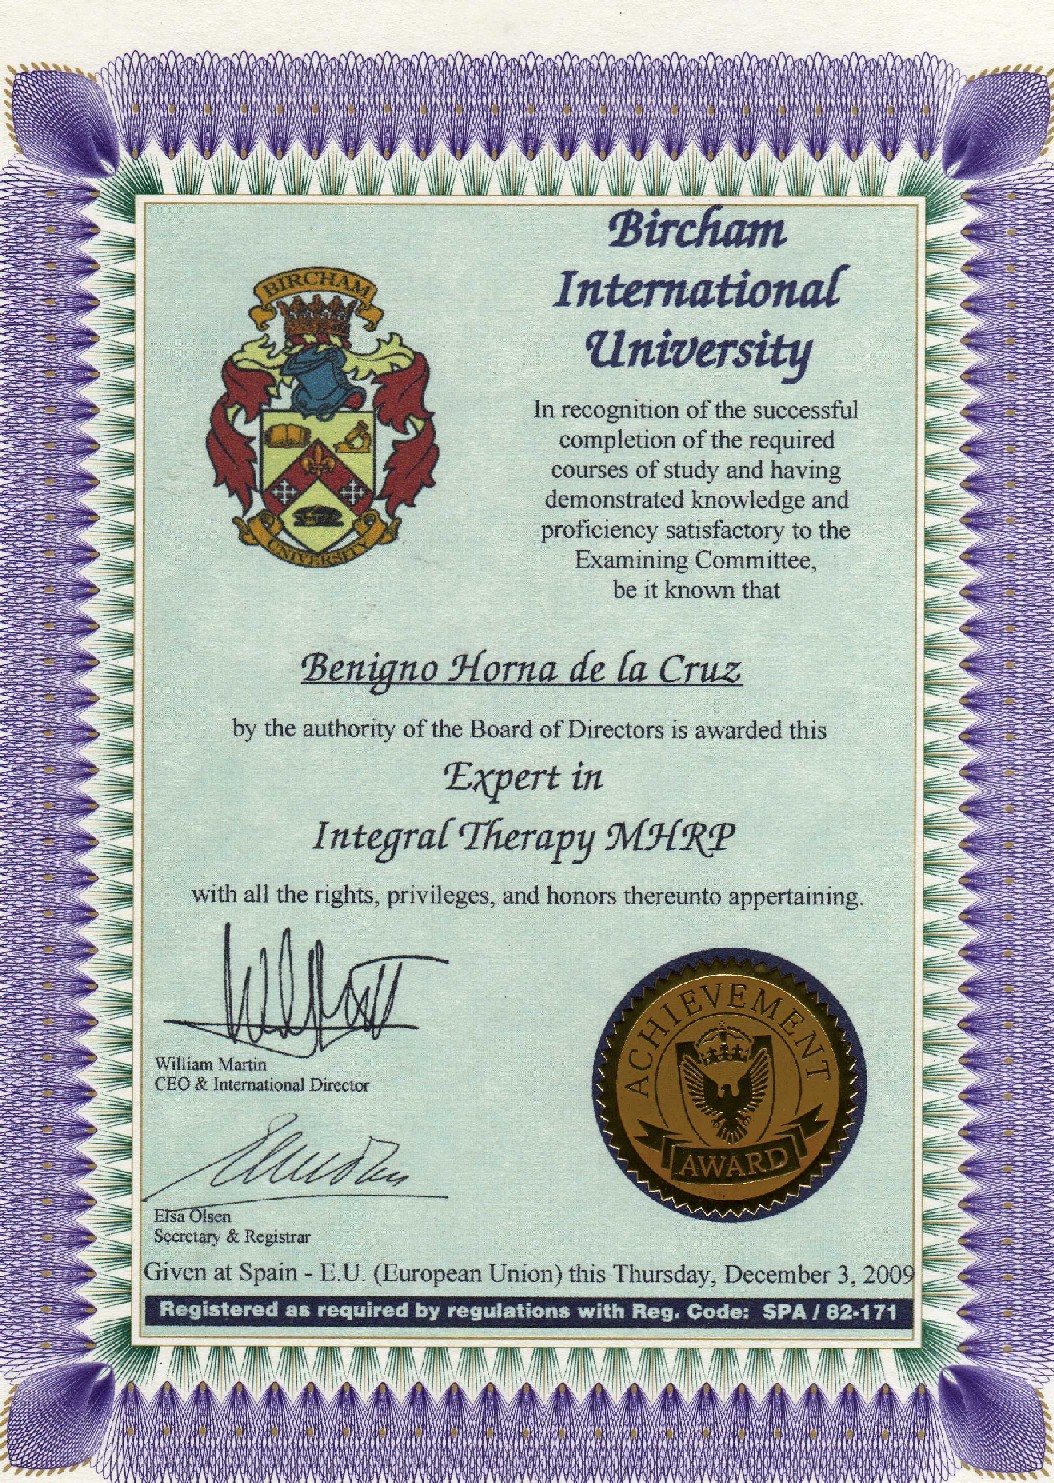 Bircham
International
University
BIRCHAM
UNIVERSITY
In recognition of the successful
completion of the required
courses of study and having
demonstrated knowledge and
proficiency satisfactory to the
Examining Committee,
be it known that
Benigno Horna de la Cruz
by the authority of the Board of Directors is awarded this
Expert in
Integral Therapy MHRP
with all the rights, privileges, and honors thereunto appertaining.
William Martin
CEO & International Director
ACHIEVEMENT
AWARD
Elsa Olsen
Secretary & Registrar
Given at Spain - E.U. (European Union) this Thursday, December 3, 2009
Registered as required by regulations with Reg. Code: SPA / 82-171